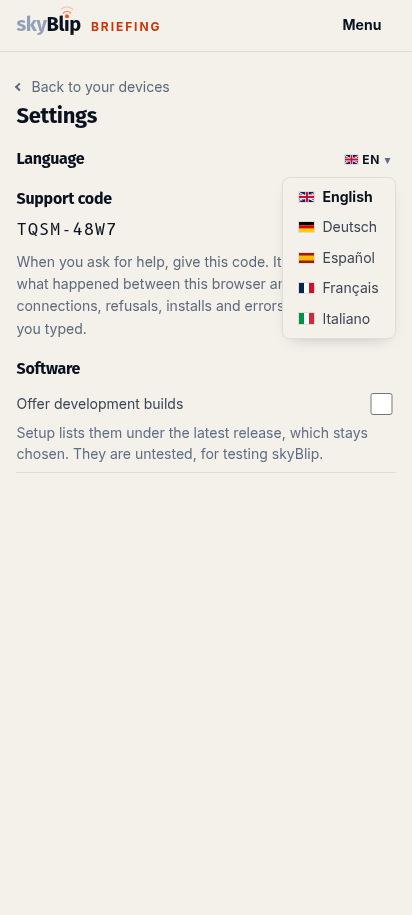 skyBlip BRIEFING
Menu
Back to your devices
Settings
Language
EN
English
Deutsch
Español
Français
Italiano
Support code
TQSM-48W7
When you ask for help, give this code. It
what happened between this browser
connections, refusals, installs and errors
you typed.
Software
Offer development builds
Setup lists them under the latest release, which stays
chosen. They are untested, for testing skyBlip.